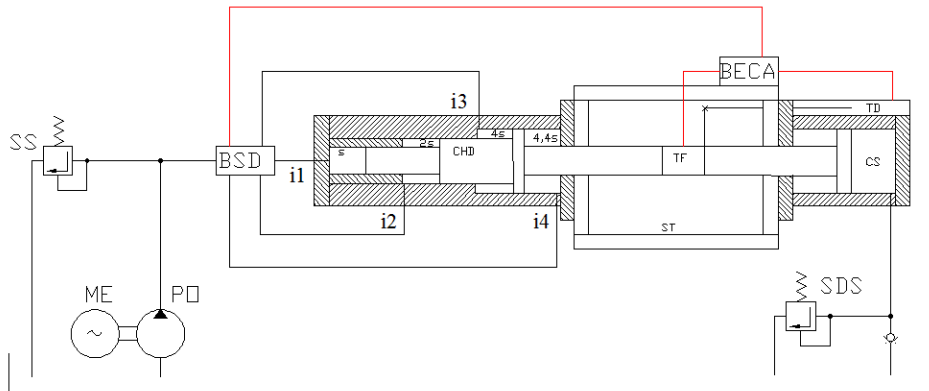 BECA
i3
TD
SS
4s
4,4s
2s
s
CHD
BSD
TF
CS
i1
i2
i4
ST
ME
PO
SDS
~